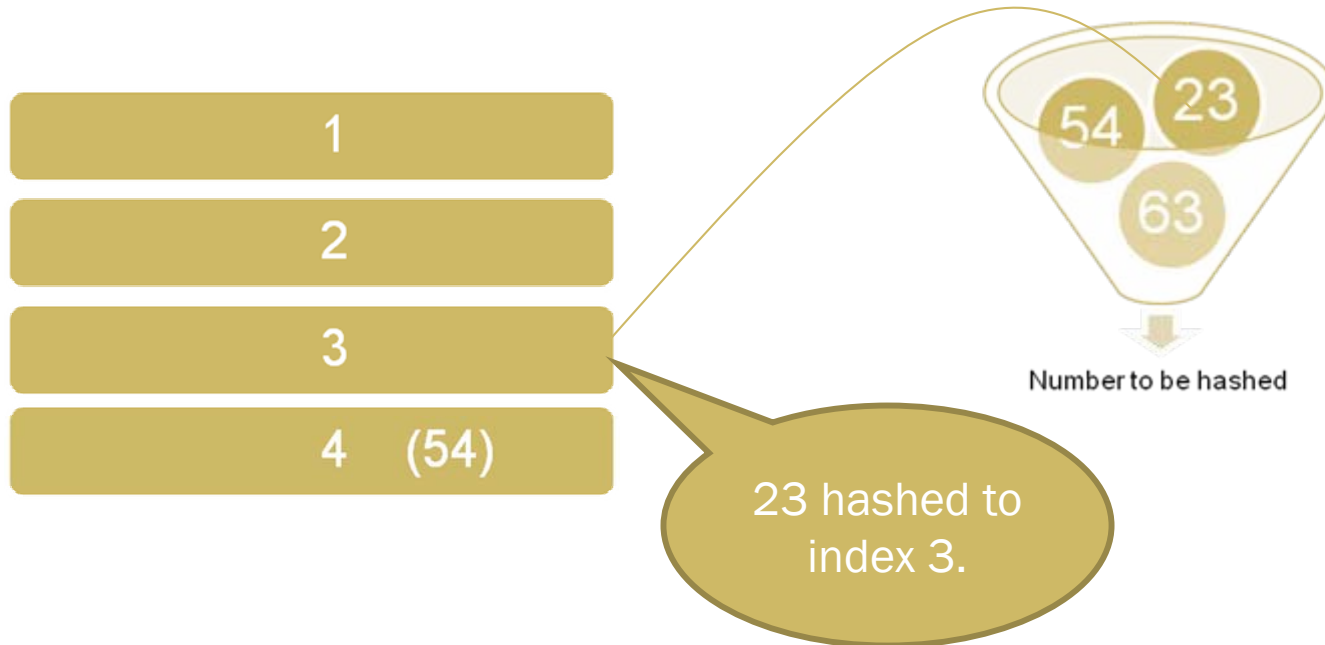 1
2
3
4 (54)
54
23
63
Number to be hashed
23 hashed to
index 3.